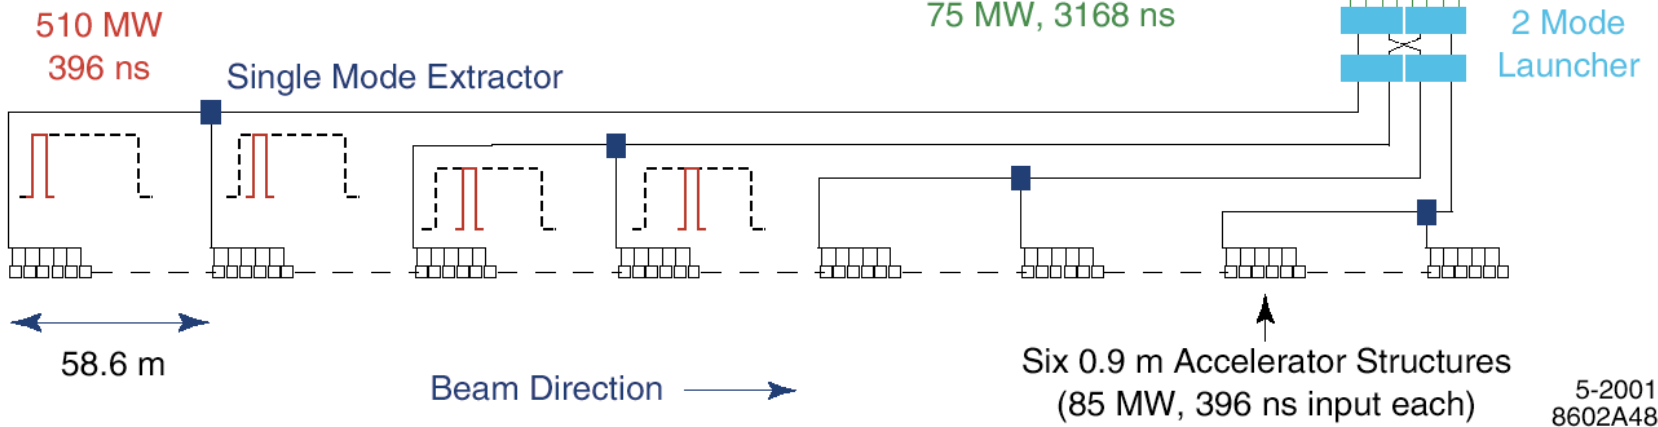 510 MW
396 ns
75 MW, 3168 ns
2 Mode
Launcher
Single Mode Extractor
58.6 m
Beam Direction
Six 0.9 m Accelerator Structures
(85 MW, 396 ns input each)
5-2001
8602A48